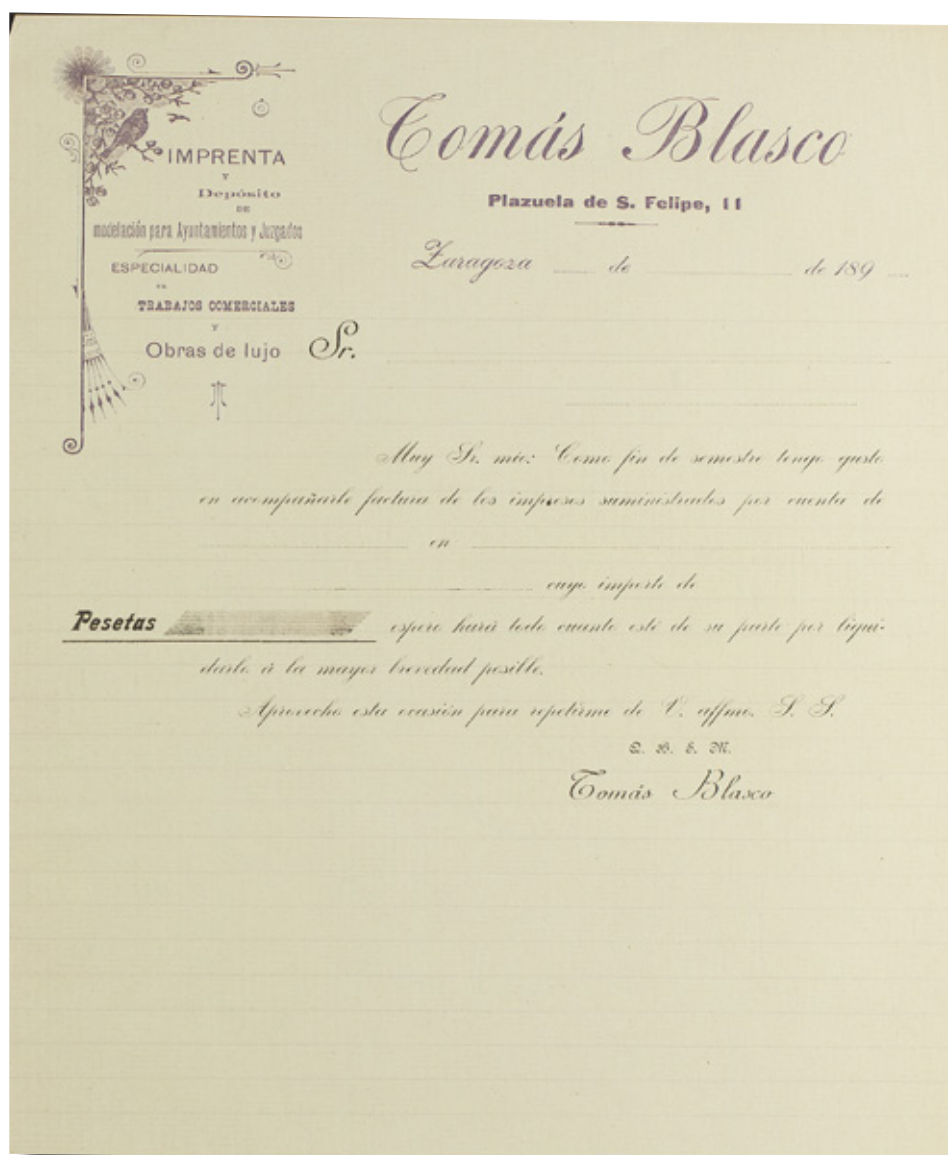 IMPRENTA
Y
Depósito
DE
modelación para Ayuntamientos y Juzgados
ESPECIALIDAD
EN
TRABAJOS COMERCIALES
Y
Obras de lujo
Tomás Blasco
Plazuela de S. Felipe, 11
Zaragoza de de 189
Sr.
Muy Sr. mío: Como fin de semestre tengo gusto
en acompañarle factura de los impresos suministrados por cuenta de
en
cuyo importe de
Pesetas espero hará todo cuanto esté de su parte por liqui-
darlo á la mayor brevedad posible.
Aprovecho esta ocasión para repetirme de V. affmo. S. S.
Q. B. S. M.
Tomás Blasco